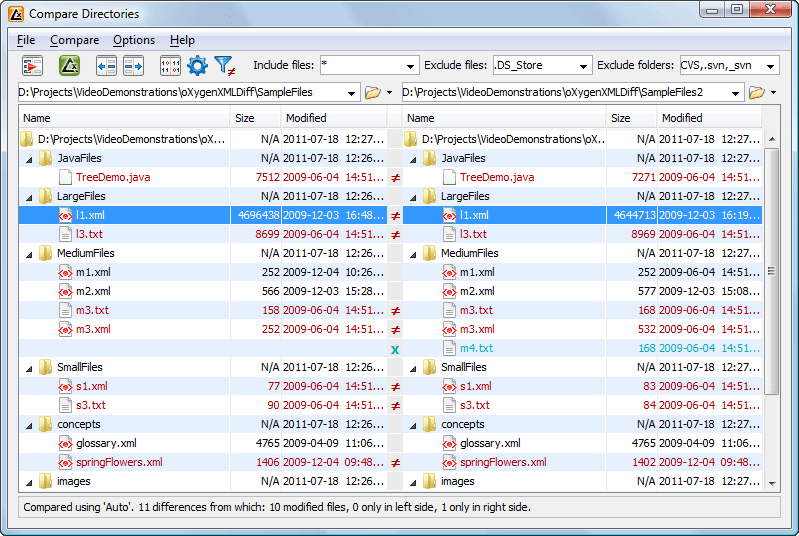 Compare Directories
File Compare Options Help
Include files: * Exclude files: .DS_Store Exclude folders: CVS,.svn,_svn
D:\Projects\VideoDemonstrations\oXygenXMLDiff\SampleFiles D:\Projects\VideoDemonstrations\oXygenXMLDiff\SampleFiles2
Name Size Modified Name Size Modified
D:\Projects\VideoDemonstrations\oX... N/A 2011-07-18 12:27... D:\Projects\VideoDemonstrations\oX... N/A 2011-07-18 12:27...
JavaFiles N/A 2011-07-18 12:26... JavaFiles N/A 2011-07-18 12:27...
TreeDemo.java 7512 2009-06-04 14:51... ≠ TreeDemo.java 7271 2009-06-04 14:51...
LargeFiles N/A 2011-07-18 12:26... LargeFiles N/A 2011-07-18 12:27...
l1.xml 4696438 2009-12-03 16:48... ≠ l1.xml 4644713 2009-12-03 16:19...
l3.txt 8699 2009-06-04 14:51... ≠ l3.txt 8969 2009-06-04 14:51...
MediumFiles N/A 2011-07-18 12:26... MediumFiles N/A 2011-07-18 12:27...
m1.xml 252 2009-12-04 10:26... m1.xml 252 2009-06-04 14:51...
m2.xml 566 2009-12-03 15:28... m2.xml 577 2009-12-03 15:08...
m3.txt 158 2009-06-04 14:51... ≠ m3.txt 168 2009-06-04 14:51...
m3.xml 252 2009-06-04 14:51... ≠ m3.xml 532 2009-06-04 14:51...
x m4.txt 168 2009-06-04 14:51...
SmallFiles N/A 2011-07-18 12:26... SmallFiles N/A 2011-07-18 12:27...
s1.xml 77 2009-06-04 14:51... ≠ s1.xml 83 2009-06-04 14:51...
s3.txt 90 2009-06-04 14:51... ≠ s3.txt 84 2009-06-04 14:51...
concepts N/A 2011-07-18 12:26... concepts N/A 2011-07-18 12:27...
glossary.xml 4765 2009-04-09 11:06... glossary.xml 4765 2009-04-09 11:06...
springFlowers.xml 1406 2009-12-04 09:48... ≠ springFlowers.xml 1402 2009-12-04 09:48...
images N/A 2011-07-18 12:26... images N/A 2011-07-18 12:27...
Compared using 'Auto'. 11 differences from which: 10 modified files, 0 only in left side, 1 only in right side.